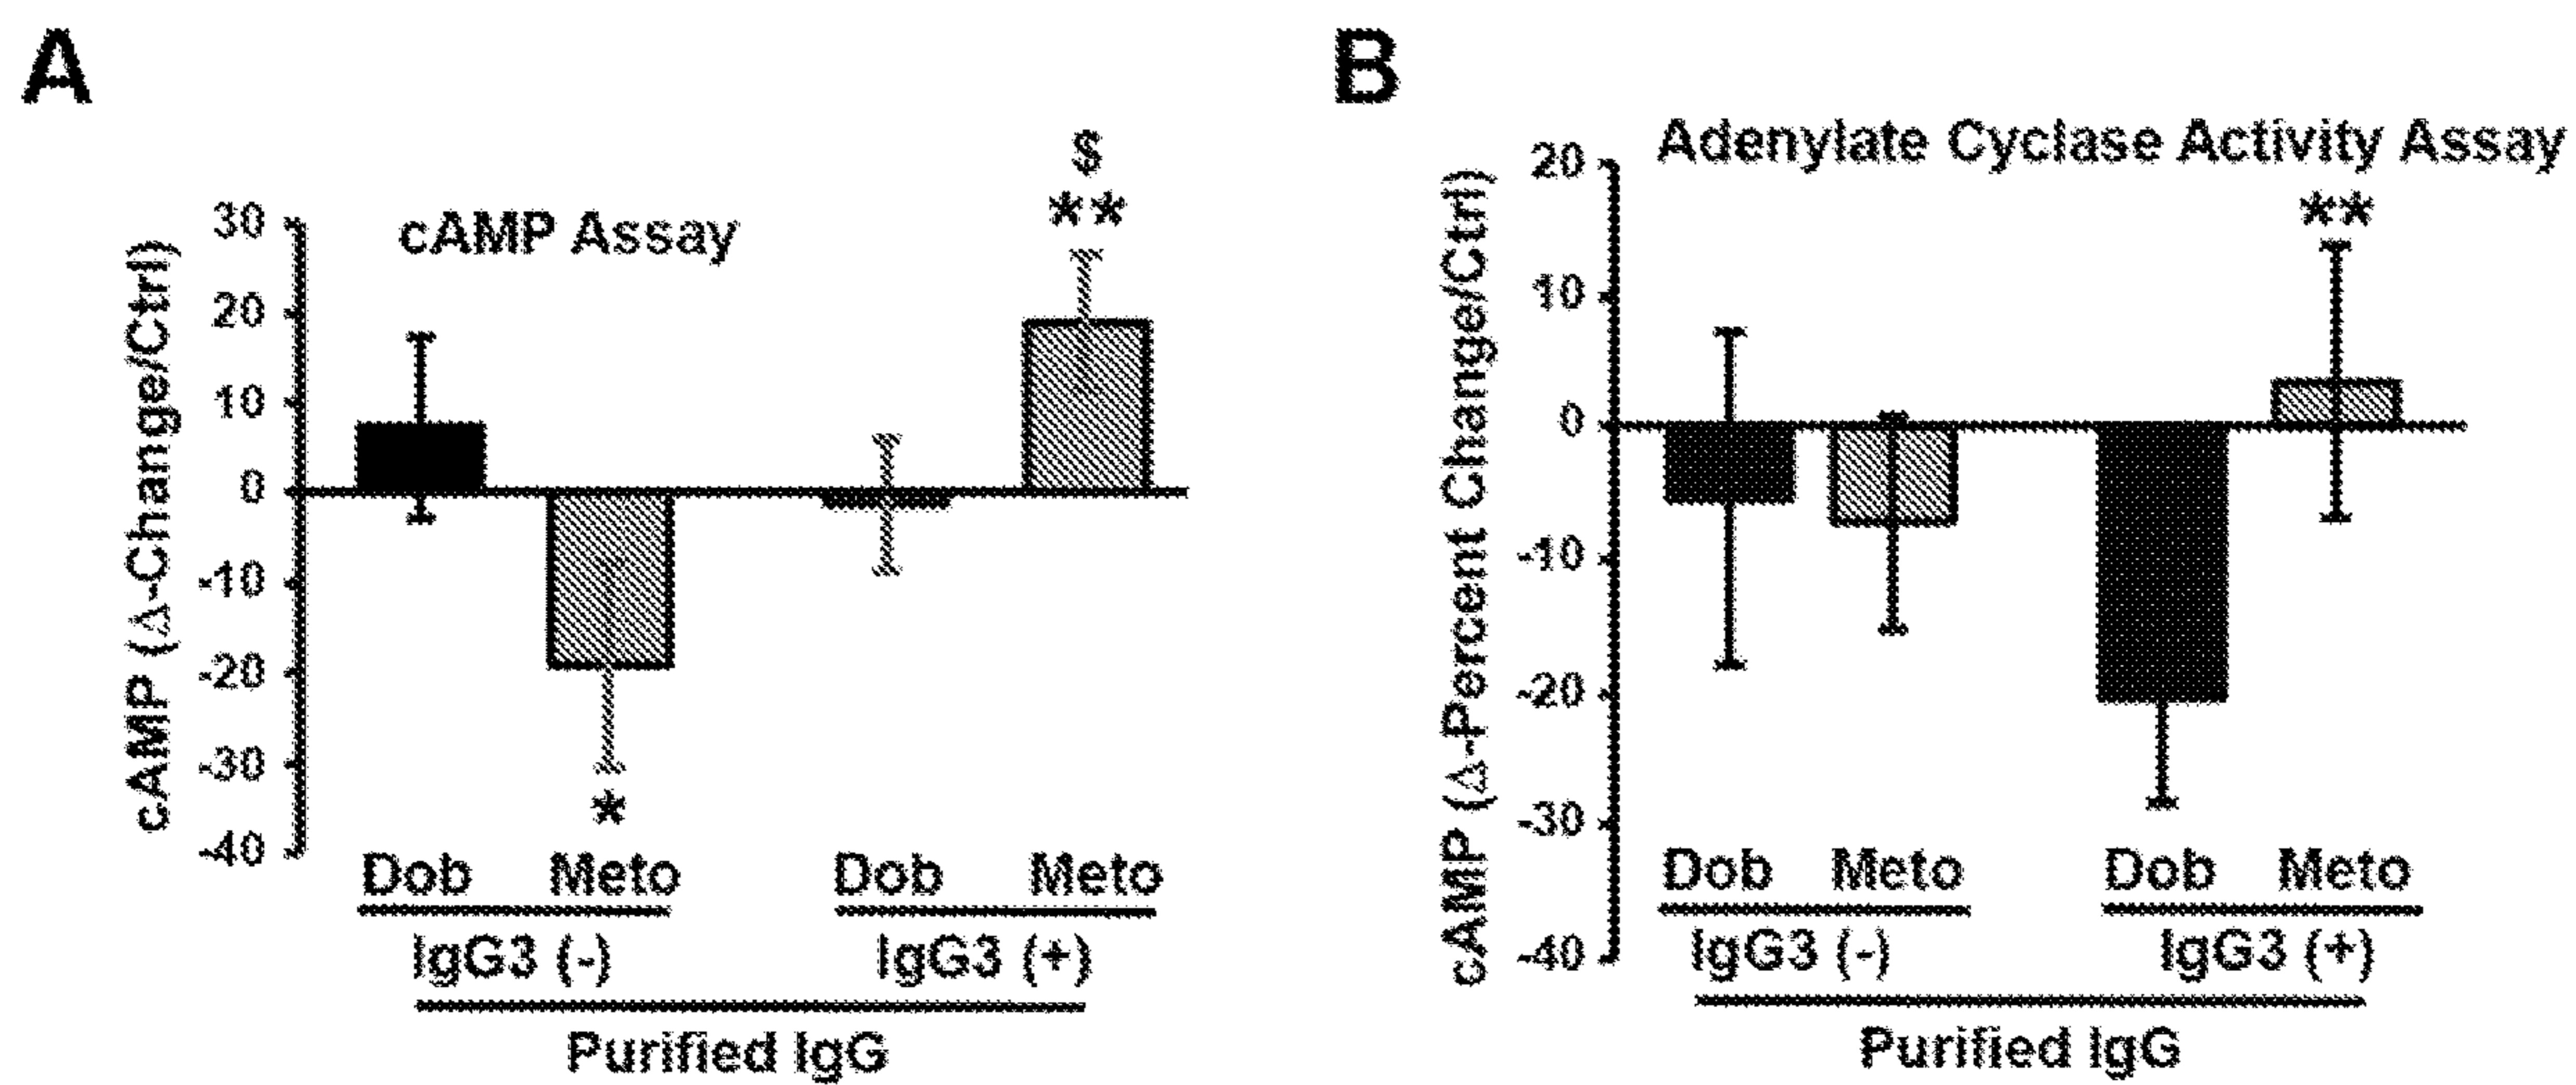 A
cAMP Assay
$
**
cAMP (Δ-Change/Ctrl)
30
20
10
0
-10
-20
-30
-40
*
Dob Meto Dob Meto
IgG3 (-) IgG3 (+)
Purified IgG
B
Adenylate Cyclase Activity Assay
**
cAMP (Δ-Percent Change/Ctrl)
20
10
0
-10
-20
-30
-40
Dob Meto Dob Meto
IgG3 (-) IgG3 (+)
Purified IgG